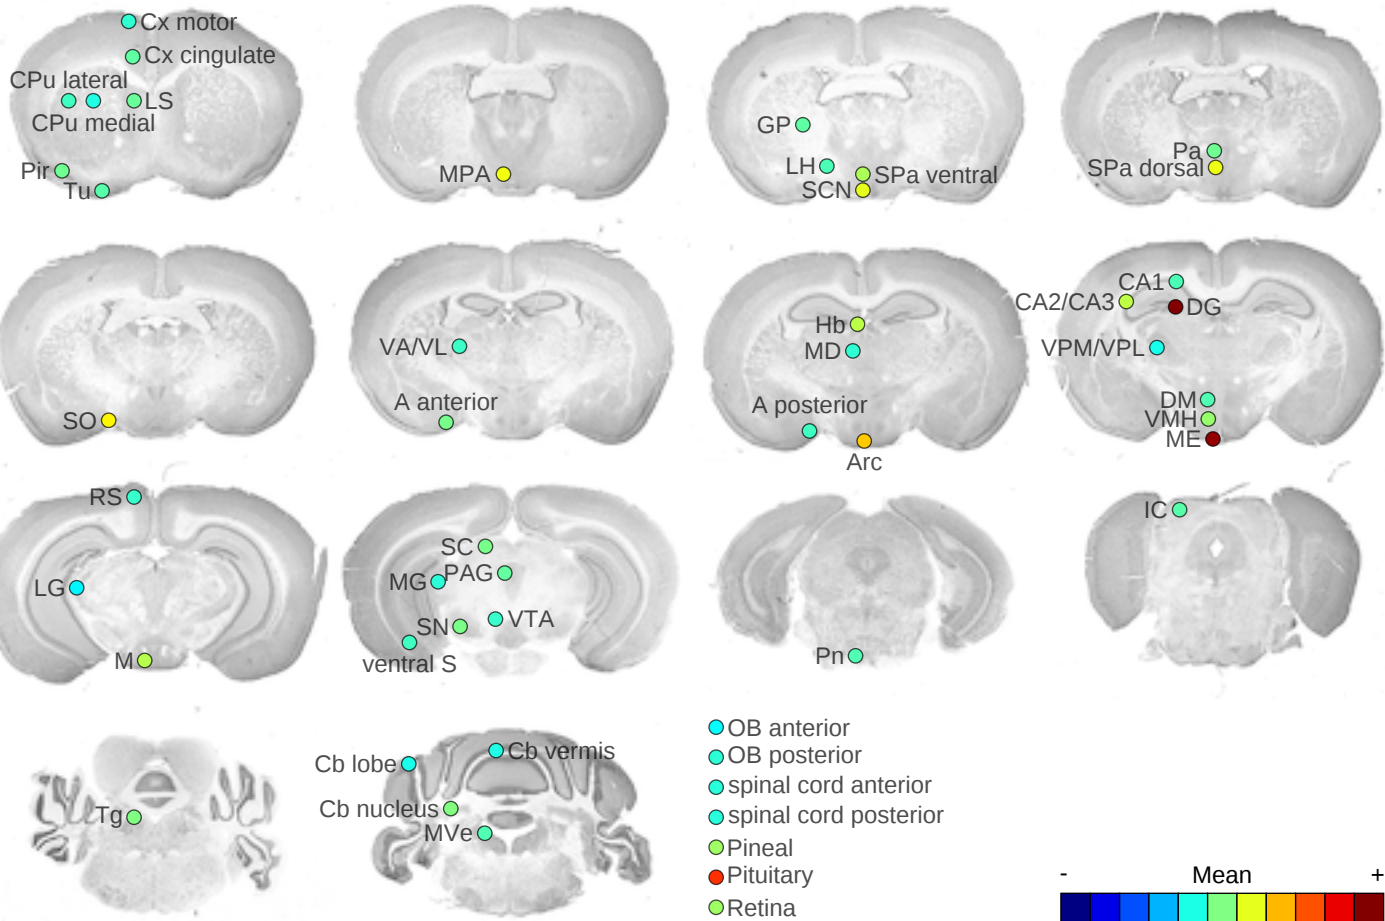 Cx motor
Cx cingulate
CPu lateral
LS
CPu medial
Pir
Tu
MPA
GP
LH
SPa ventral
SCN
Pa
SPa dorsal
SO
VA/VL
A anterior
Hb
MD
A posterior
Arc
CA1
CA2/CA3
DG
VPM/VPL
DM
VMH
ME
RS
LG
M
SC
PAG
MG
VTA
SN
ventral S
Pn
IC
Tg
Cb vermis
Cb lobe
Cb nucleus
MVe
OB anterior
OB posterior
spinal cord anterior
spinal cord posterior
Pineal
Pituitary
Retina
- Mean +